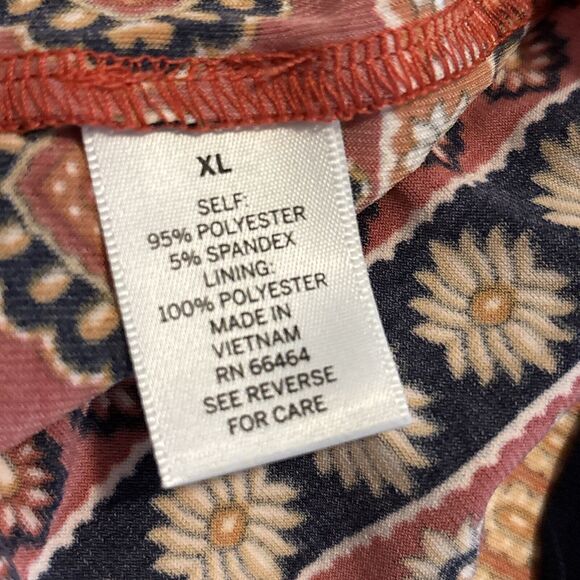 XL
SELF:
95% POLYESTER
5% SPANDEX
LINING:
100% POLYESTER
MADE IN
VIETNAM
RN 66464
SEE REVERSE
FOR CARE